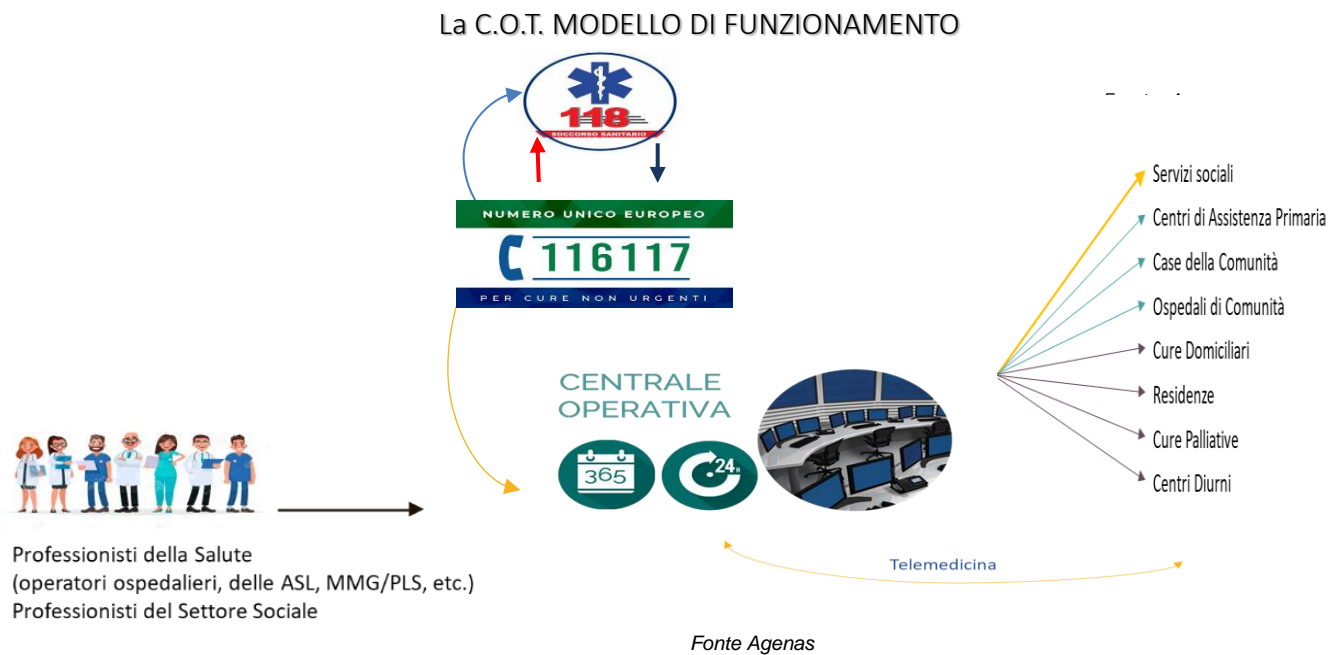 La C.O.T. MODELLO DI FUNZIONAMENTO
118
SOCCORSO SANITARIO
NUMERO UNICO EUROPEO
116117
PER CURE NON URGENTI
Servizi sociali
Centri di Assistenza Primaria
Case della Comunità
Ospedali di Comunità
Cure Domiciliari
Residenze
Cure Palliative
Centri Diurni
CENTRALE
OPERATIVA
365
24H
Professionisti della Salute
(operatori ospedalieri, delle ASL, MMG/PLS, etc.)
Professionisti del Settore Sociale
Telemedicina
Fonte Agenas